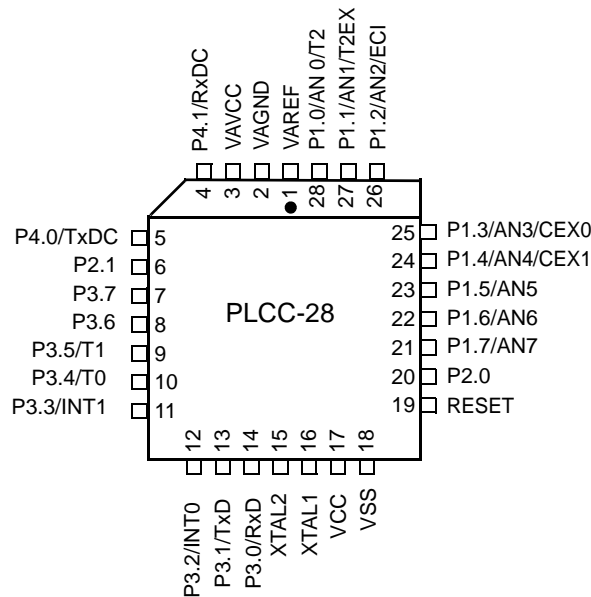 P4.1/RxDC
VAVCC
VAGND
VAREF
P1.0/AN 0/T2
P1.1/AN1/T2EX
P1.2/AN2/ECI
4
3
2
1
28
27
26
P4.0/TxDC 5
P2.1 6
P3.7 7
P3.6 8
P3.5/T1 9
P3.4/T0 10
P3.3/INT1 11
PLCC-28
25 P1.3/AN3/CEX0
24 P1.4/AN4/CEX1
23 P1.5/AN5
22 P1.6/AN6
21 P1.7/AN7
20 P2.0
19 RESET
12
13
14
15
16
17
18
P3.2/INT0
P3.1/TxD
P3.0/RxD
XTAL2
XTAL1
VCC
VSS